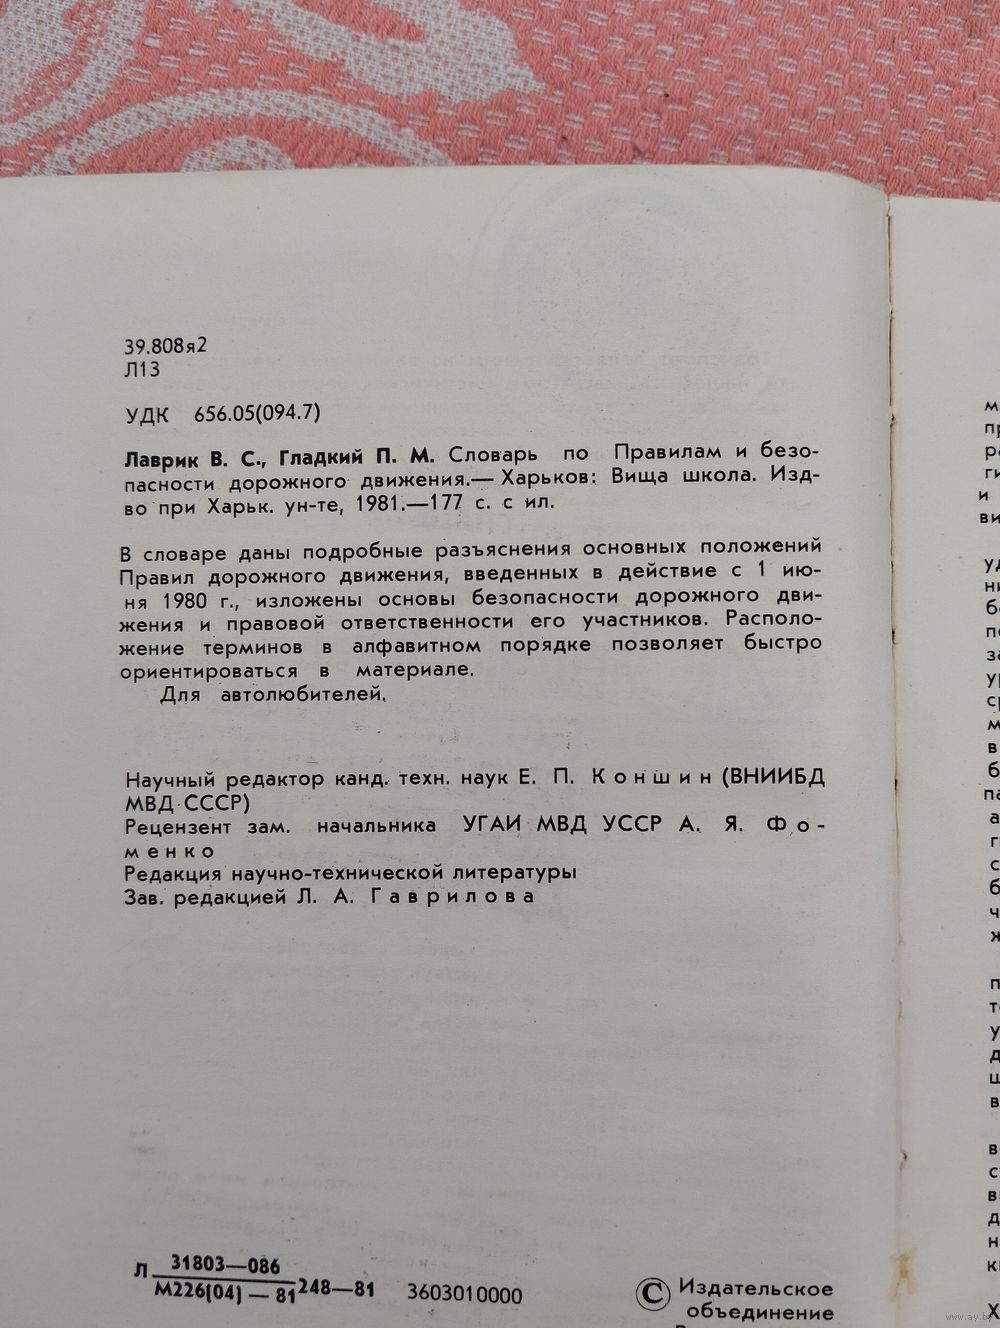 39.808я2
Л13
УДК 656.05(094.7)
Лаврик В. С., Гладкий П. М. Словарь по Правилам и безо-
пасности дорожного движения.— Харьков: Вища школа. Изд-
во при Харьк. ун-те, 1981.—177 с. с ил.
В словаре даны подробные разъяснения основных положений
Правил дорожного движения, введенных в действие с 1 ию-
ня 1980 г., изложены основы безопасности дорожного дви-
жения и правовой ответственности его участников. Располо-
жение терминов в алфавитном порядке позволяет быстро
ориентироваться в материале.
Для автолюбителей.
Научный редактор канд. техн. наук Е. П. Коншин (ВНИИБД
МВД СССР)
Рецензент зам. начальника УГАИ МВД УССР А. Я. Фо-
менко
Редакция научно-технической литературы
Зав. редакцией Л. А. Гаврилова
Л 31803—086
М226(04) — 81 248—81 3603010000
© Издательское
объединение
www.ay.by